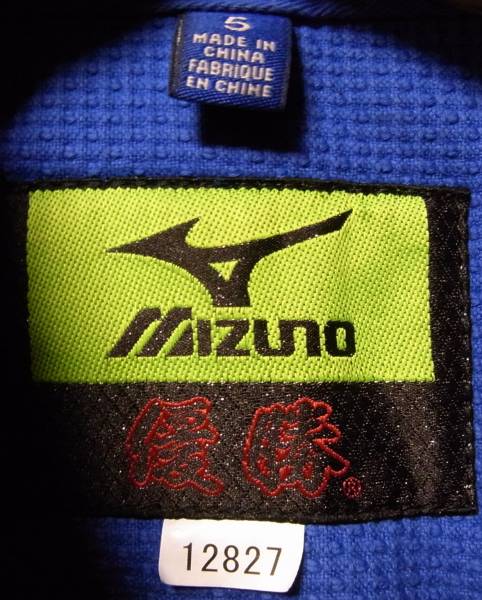 5
MADE IN
CHINA
FABRIQUE
EN CHINE
MIZUNO
優勝®
12827